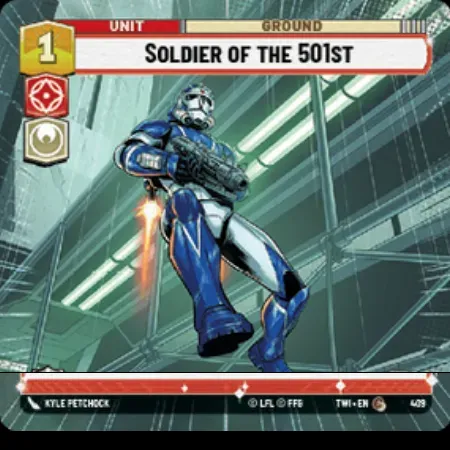 UNIT GROUND
1
SOLDIER OF THE 501ST
KYLE PETCHOCK © LFL © FFG TWI • EN 409